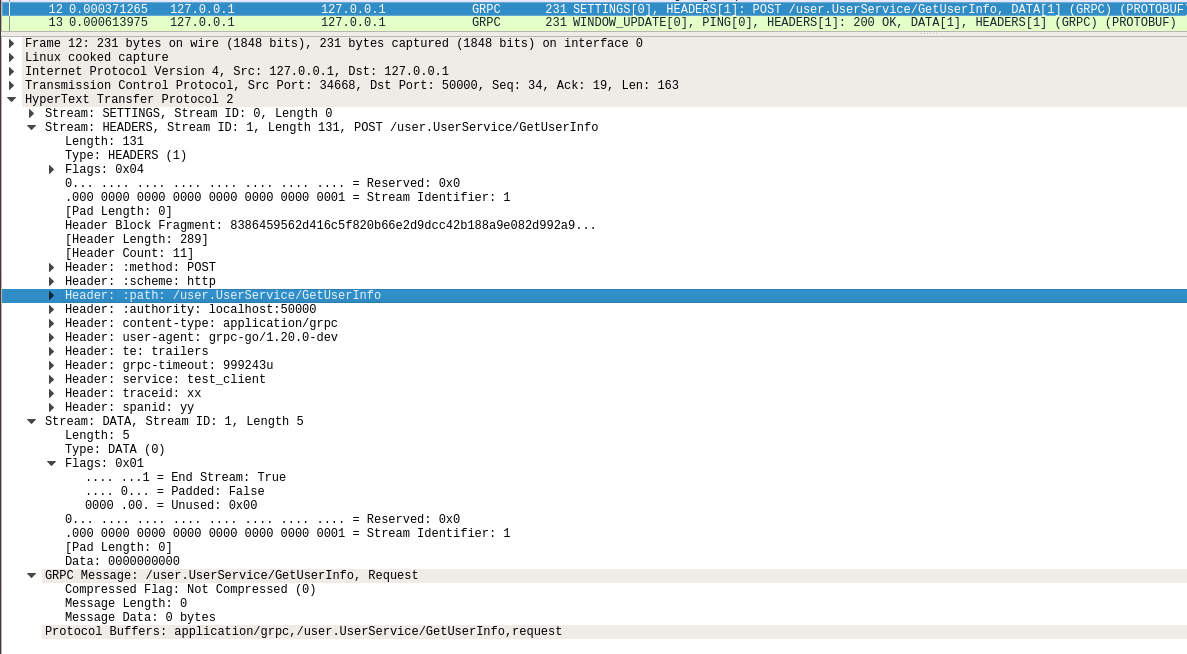 12 0.000371265 127.0.0.1 127.0.0.1 GRPC 231 SETTINGS[0], HEADERS[1]: POST /user.UserService/GetUserInfo, DATA[1] (GRPC) (PROTOBUF
13 0.000613975 127.0.0.1 127.0.0.1 GRPC 231 WINDOW_UPDATE[0], PING[0], HEADERS[1]: 200 OK, DATA[1], HEADERS[1] (GRPC) (PROTOBUF)
Frame 12: 231 bytes on wire (1848 bits), 231 bytes captured (1848 bits) on interface 0
Linux cooked capture
Internet Protocol Version 4, Src: 127.0.0.1, Dst: 127.0.0.1
Transmission Control Protocol, Src Port: 34668, Dst Port: 50000, Seq: 34, Ack: 19, Len: 163
HyperText Transfer Protocol 2
Stream: SETTINGS, Stream ID: 0, Length 0
Stream: HEADERS, Stream ID: 1, Length 131, POST /user.UserService/GetUserInfo
Length: 131
Type: HEADERS (1)
Flags: 0x04
0... .... .... .... .... .... .... .... = Reserved: 0x0
.000 0000 0000 0000 0000 0000 0000 0001 = Stream Identifier: 1
[Pad Length: 0]
Header Block Fragment: 8386459562d416c5f820b66e2d9dcc42b188a9e082d992a9...
[Header Length: 289]
[Header Count: 11]
Header: :method: POST
Header: :scheme: http
Header: :path: /user.UserService/GetUserInfo
Header: :authority: localhost:50000
Header: content-type: application/grpc
Header: user-agent: grpc-go/1.20.0-dev
Header: te: trailers
Header: grpc-timeout: 999243u
Header: service: test_client
Header: traceid: xx
Header: spanid: yy
Stream: DATA, Stream ID: 1, Length 5
Length: 5
Type: DATA (0)
Flags: 0x01
.... ...1 = End Stream: True
.... 0... = Padded: False
0000 .00. = Unused: 0x00
0... .... .... .... .... .... .... .... = Reserved: 0x0
.000 0000 0000 0000 0000 0000 0000 0001 = Stream Identifier: 1
[Pad Length: 0]
Data: 0000000000
GRPC Message: /user.UserService/GetUserInfo, Request
Compressed Flag: Not Compressed (0)
Message Length: 0
Message Data: 0 bytes
Protocol Buffers: application/grpc,/user.UserService/GetUserInfo,request